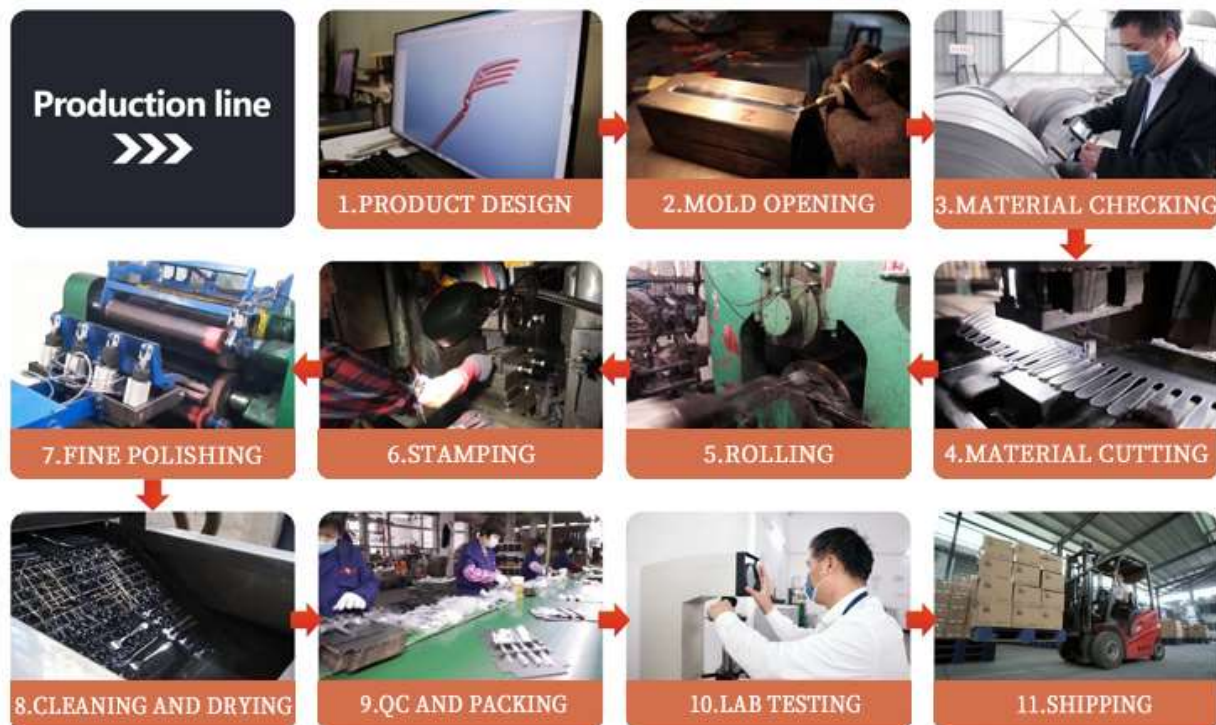 Production line
1.PRODUCT DESIGN
2.MOLD OPENING
3.MATERIAL CHECKING
4.MATERIAL CUTTING
5.ROLLING
6.STAMPING
7.FINE POLISHING
8.CLEANING AND DRYING
9.QC AND PACKING
10.LAB TESTING
11.SHIPPING